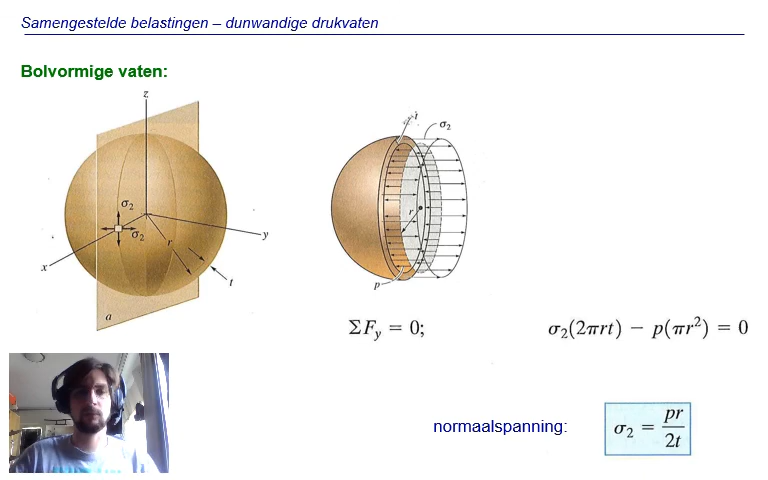 Samengestelde belastingen – dunwandige drukvaten
Bolvormige vaten:
z
σ₂
σ₂
r
y
x
t
a
t
σ₂
r
p
ΣF_y = 0;
σ₂(2πrt) − p(πr²) = 0
normaalspanning:
σ₂ = pr/2t